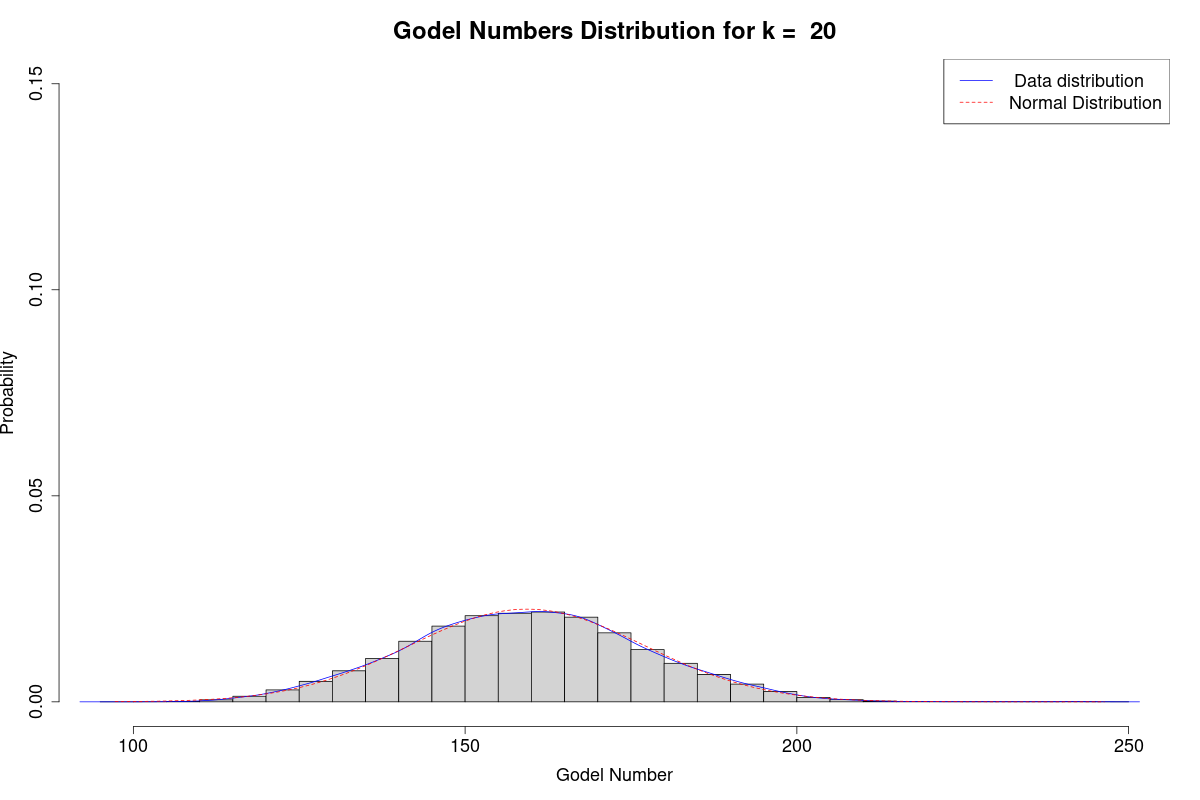 Godel Numbers Distribution for k =  20
Data distribution
Normal Distribution
0.15
0.10
0.05
0.00
Probability
100
150
200
250
Godel Number